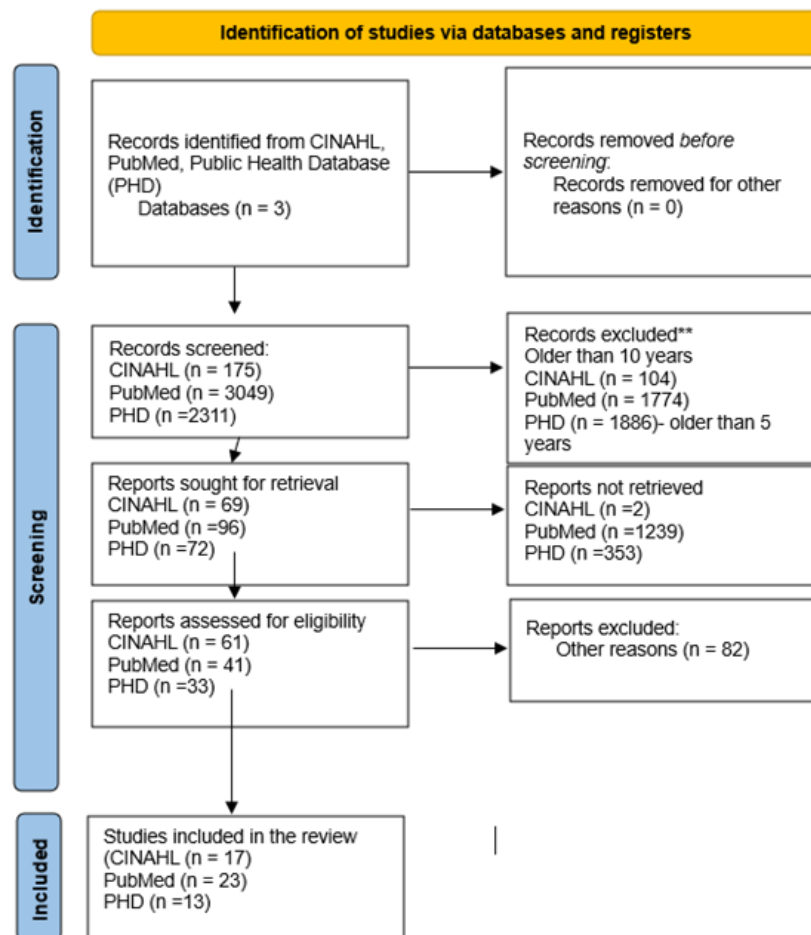 Identification of studies via databases and registers
Identification
Records identified from CINAHL,
PubMed, Public Health Database
(PHD)
Databases (n = 3)
Records removed before
screening:
Records removed for other
reasons (n = 0)
Screening
Records screened:
CINAHL (n = 175)
PubMed (n = 3049)
PHD (n =2311)
Records excluded**
Older than 10 years
CINAHL (n = 104)
PubMed (n = 1774)
PHD (n = 1886)- older than 5
years
Reports sought for retrieval
CINAHL (n = 69)
PubMed (n =96)
PHD (n =72)
Reports not retrieved
CINAHL (n =2)
PubMed (n =1239)
PHD (n =353)
Reports assessed for eligibility
CINAHL (n = 61)
PubMed (n = 41)
PHD (n =33)
Reports excluded:
Other reasons (n = 82)
Included
Studies included in the review
(CINAHL (n = 17)
PubMed (n = 23)
PHD (n =13)